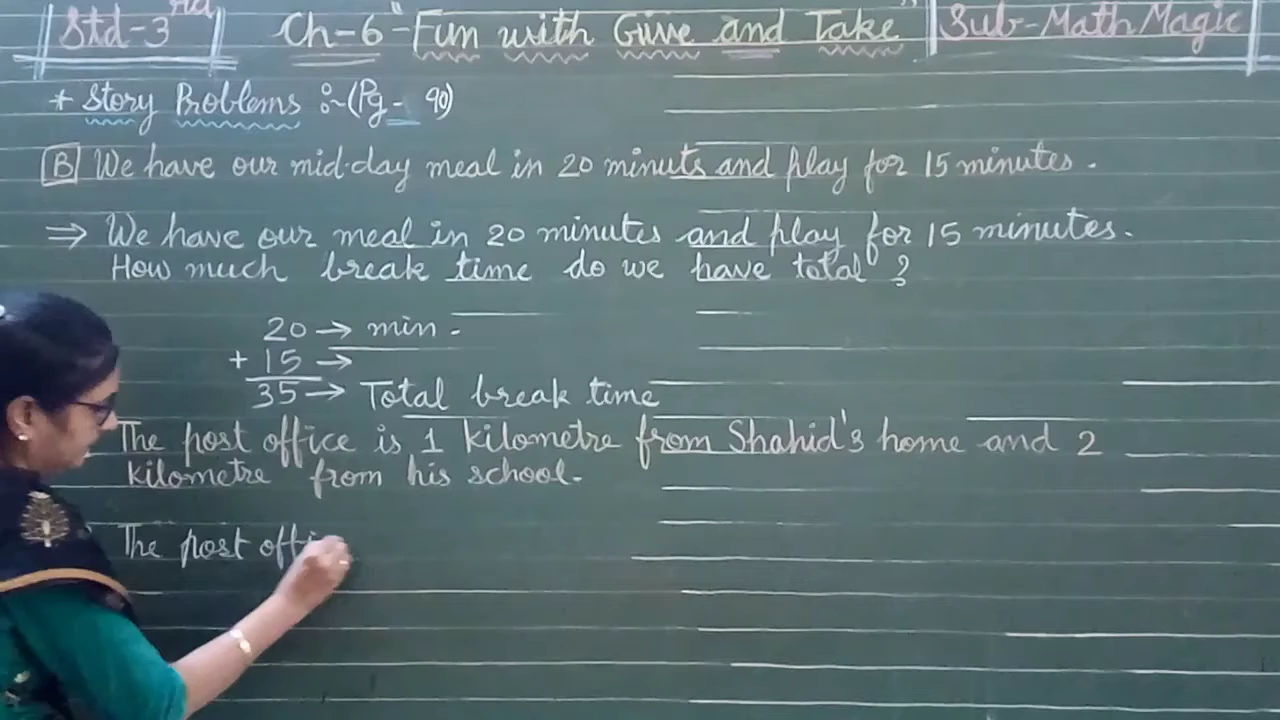 Std-3rd Ch-6 "Fun with Give and Take" Sub-Math Magic
* Story Problems :-(Pg- 90)
B We have our mid-day meal in 20 minuts and play for 15 minutes.
⇒ We have our meal in 20 minutes and play for 15 minutes.
How much break time do we have total ?
20 → min.
+ 15 →
35 → Total break time
The post office is 1 kilometre from Shahid's home and 2
kilometre from his school.
The post offi